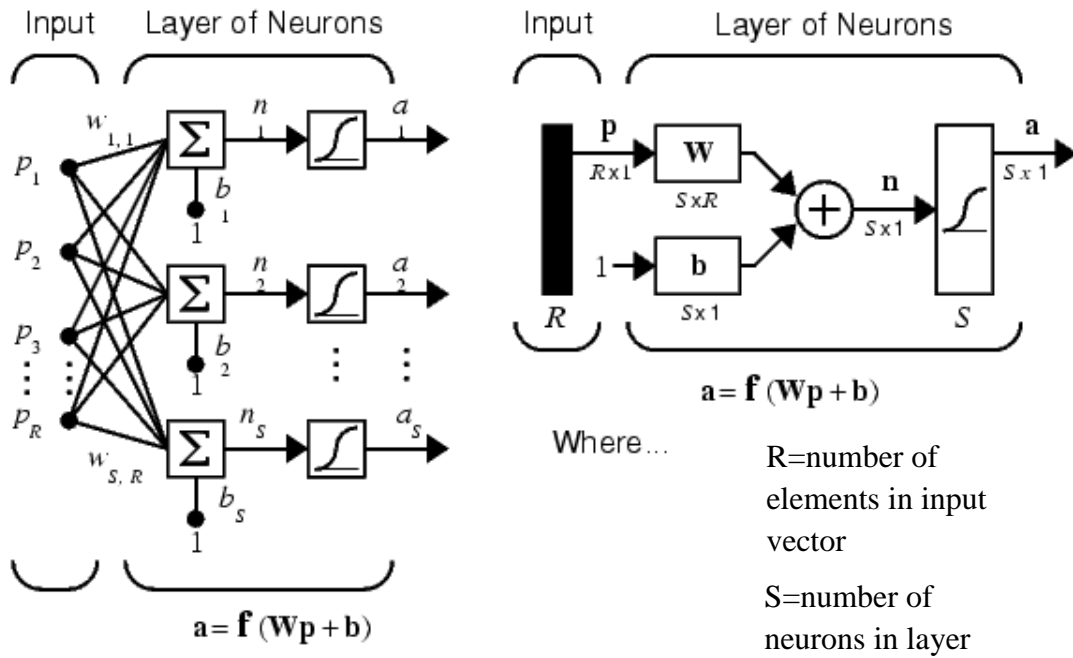 Input Layer of Neurons
w1,1
n1
a1
p1
Σ
b1
1
p2
n2
a2
Σ
p3
b2
1
pR
nS
aS
Σ
wS, R
bS
1
a = f (Wp + b)
Input Layer of Neurons
p
R x 1
W
S x R
a
S x 1
n
S x 1
+
1
b
S x 1
R
S
a = f (Wp + b)
Where...
R=number of
elements in input
vector
S=number of
neurons in layer